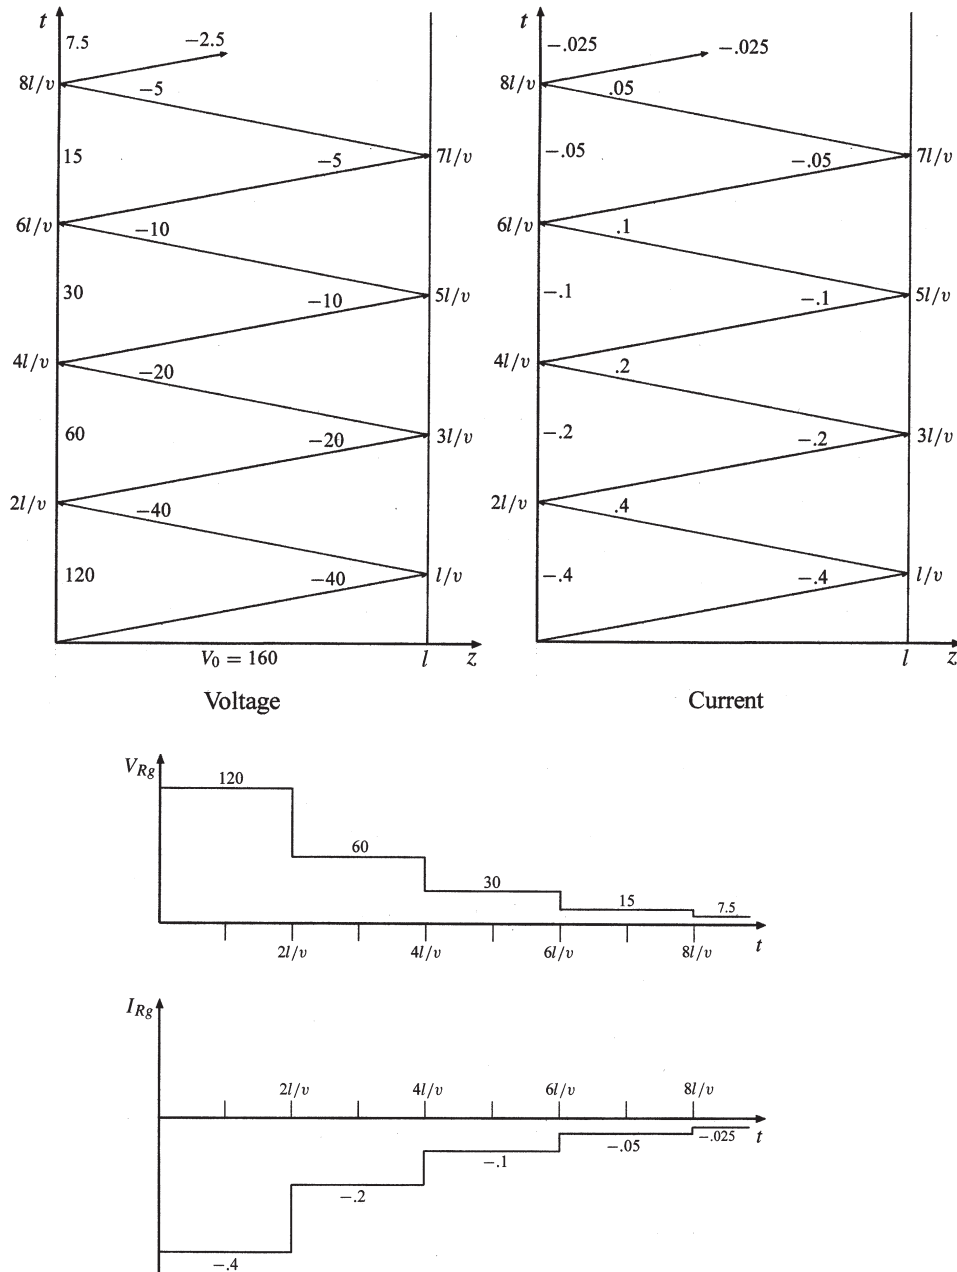 t
7.5
−2.5
8l/v
−5
15
−5
7l/v
6l/v
−10
30
−10
5l/v
4l/v
−20
60
−20
3l/v
2l/v
−40
120
−40
l/v
V0 = 160
l
z
Voltage
t
−.025
−.025
8l/v
.05
−.05
−.05
7l/v
6l/v
.1
−.1
−.1
5l/v
4l/v
.2
−.2
−.2
3l/v
2l/v
.4
−.4
−.4
l/v
l
z
Current
VRg
120
60
30
15
7.5
2l/v
4l/v
6l/v
8l/v
t
IRg
2l/v
4l/v
6l/v
8l/v
t
−.025
−.05
−.1
−.2
−.4